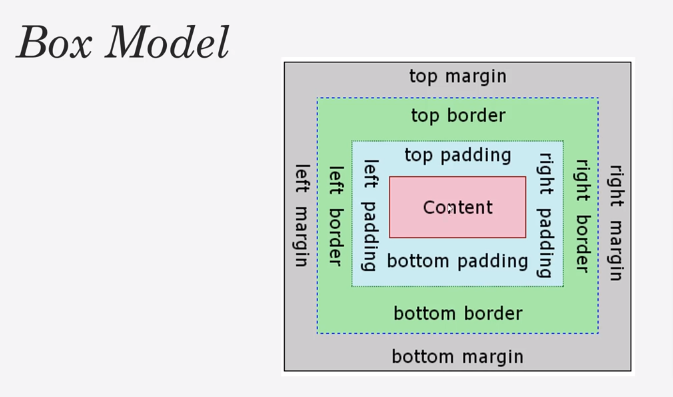 Box Model
top margin
top border
top padding
left margin
left border
left padding
Content
right padding
right border
right margin
bottom padding
bottom border
bottom margin